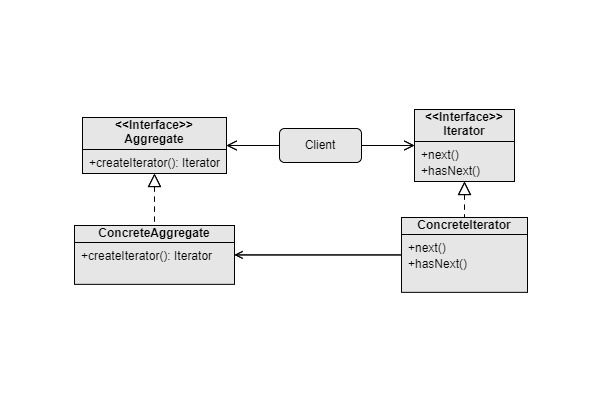 <<Interface>>
Aggregate
+createIterator(): Iterator
Client
<<Interface>>
Iterator
+next()
+hasNext()
ConcreteAggregate
+createIterator(): Iterator
ConcreteIterator
+next()
+hasNext()